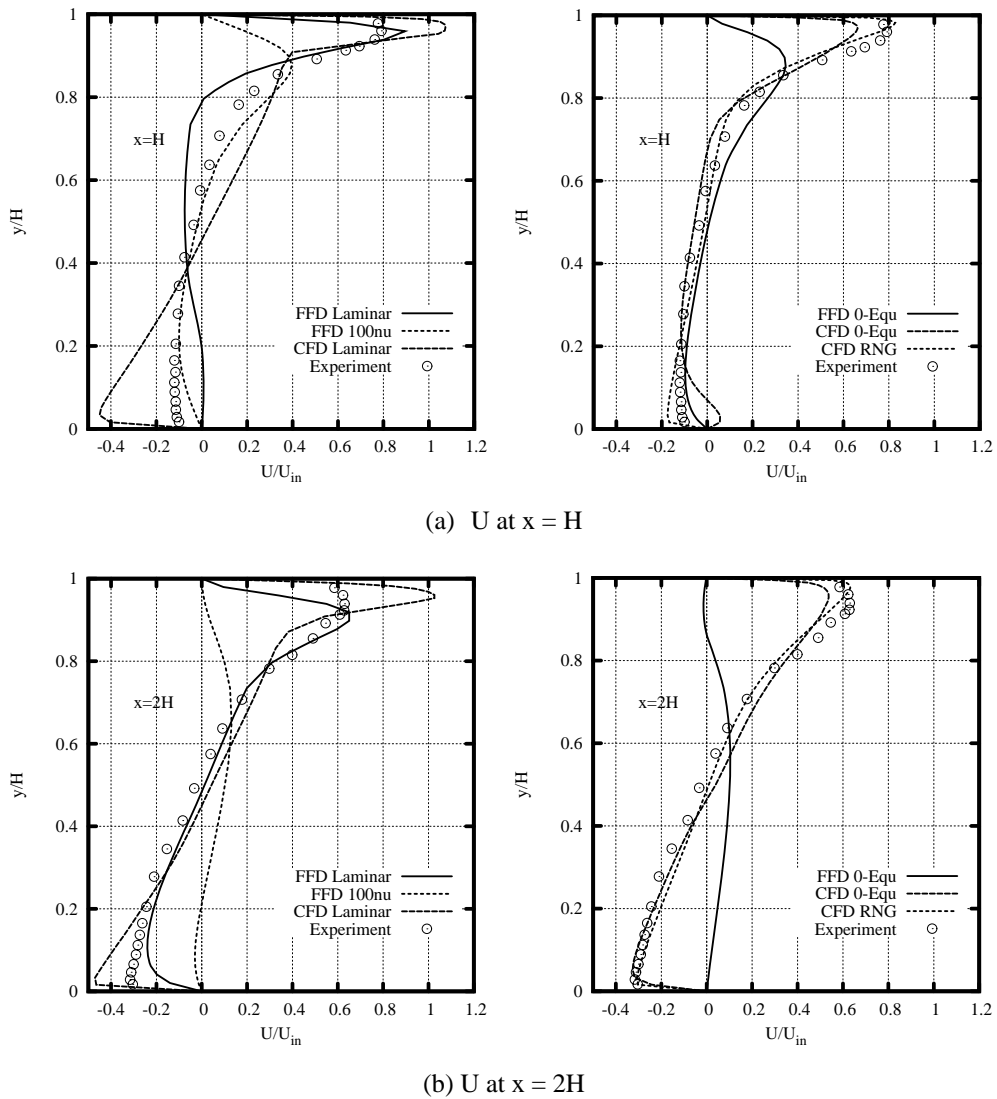 1
0.8
0.6
0.4
0.2
0
y/H
x=H
FFD Laminar
FFD 100nu
CFD Laminar
Experiment
-0.4 -0.2 0 0.2 0.4 0.6 0.8 1 1.2
U/Uin
1
0.8
0.6
0.4
0.2
0
y/H
x=H
FFD 0-Equ
CFD 0-Equ
CFD RNG
Experiment
-0.4 -0.2 0 0.2 0.4 0.6 0.8 1 1.2
U/Uin
(a) U at x = H
1
0.8
0.6
0.4
0.2
0
y/H
x=2H
FFD Laminar
FFD 100nu
CFD Laminar
Experiment
-0.4 -0.2 0 0.2 0.4 0.6 0.8 1 1.2
U/Uin
1
0.8
0.6
0.4
0.2
0
y/H
x=2H
FFD 0-Equ
CFD 0-Equ
CFD RNG
Experiment
-0.4 -0.2 0 0.2 0.4 0.6 0.8 1 1.2
U/Uin
(b) U at x = 2H